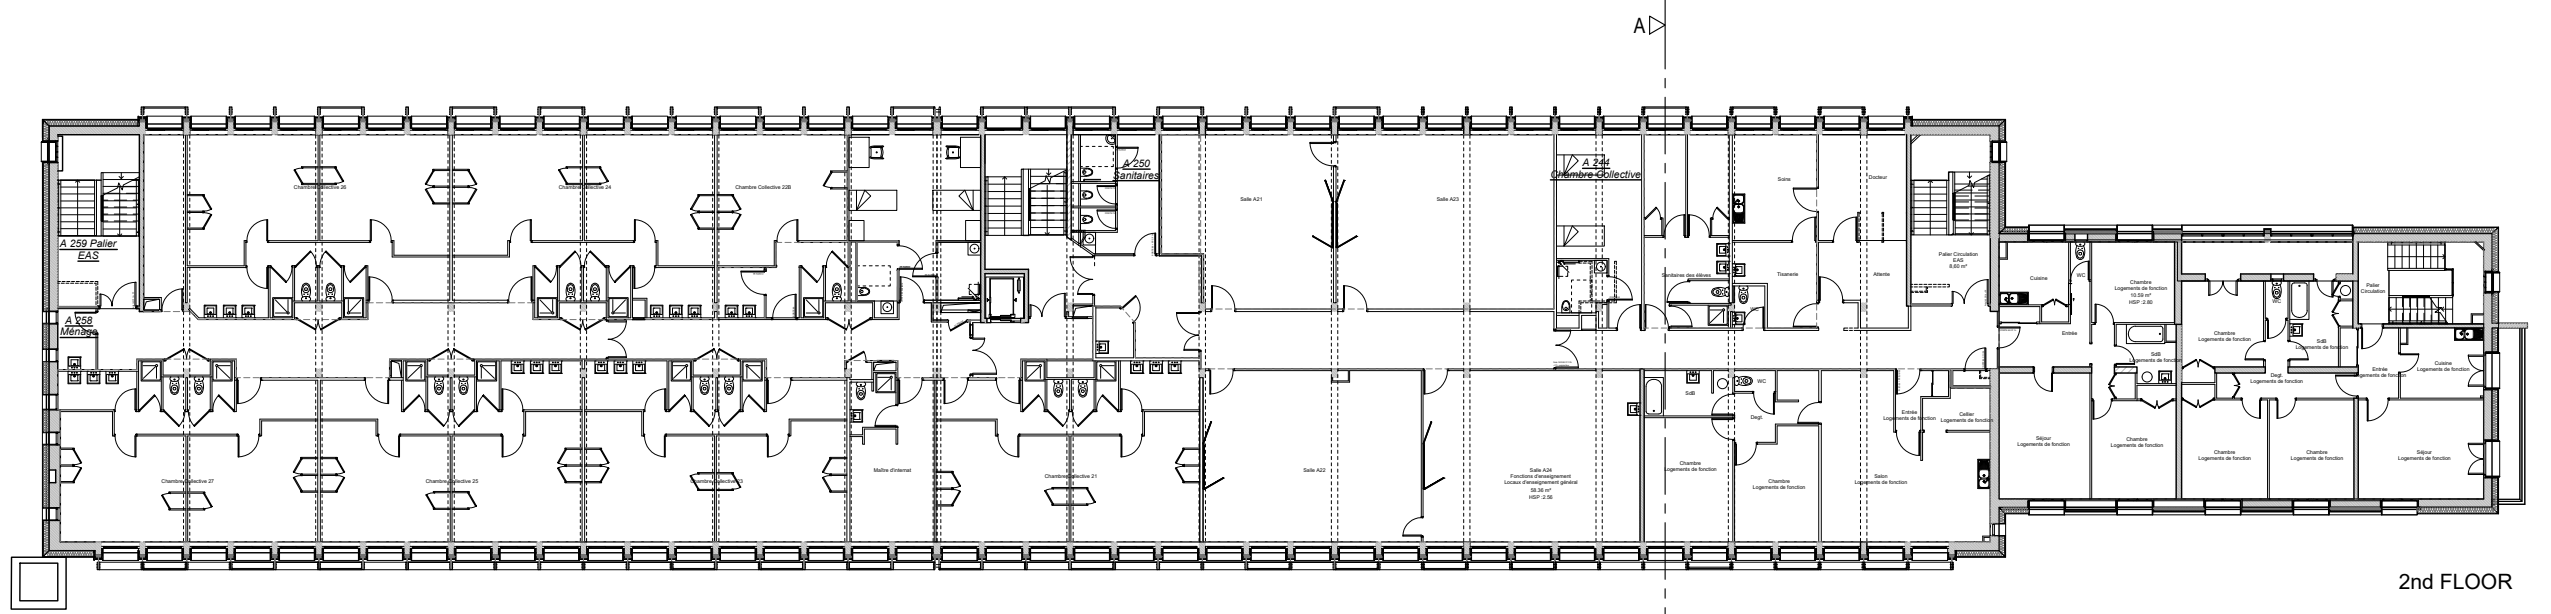 A
A 250
Sanitaires
A 244
Chambre Collective
Chambre Collective 26
Chambre Collective 24
Chambre Collective 22B
Salle A21
Salle A23
Soins
Docteur
A 259 Palier
EAS
Palier Circulation
EAS
8,60 m²
Sanitaires des élèves
Tisanerie
Attente
WC
A 258
Ménage
Cuisine
WC
Chambre
Logements de fonction
10.59 m²
HSP :2.80
Palier
Circulation
WC
Entrée
Chambre
Logements de fonction
SdB
Logements de fonction
SdB
Logements de fonction
Degt.
Logements de fonction
Entrée
Logements de fonction
Cuisine
Logements de fonction
SdB
WC
Degt.
Entrée
Logements de fonction
Cellier
Logements de fonction
Chambre Collective 27
Chambre Collective 25
Chambre Collective 23
Maître d'internat
Chambre Collective 21
Salle A22
Salle A24
Fonctions d'enseignement
Locaux d'enseignement général
58.36 m²
HSP :2.56
Chambre
Logements de fonction
Chambre
Logements de fonction
Salon
Logements de fonction
Séjour
Logements de fonction
Chambre
Logements de fonction
Chambre
Logements de fonction
Chambre
Logements de fonction
Séjour
Logements de fonction
2nd FLOOR